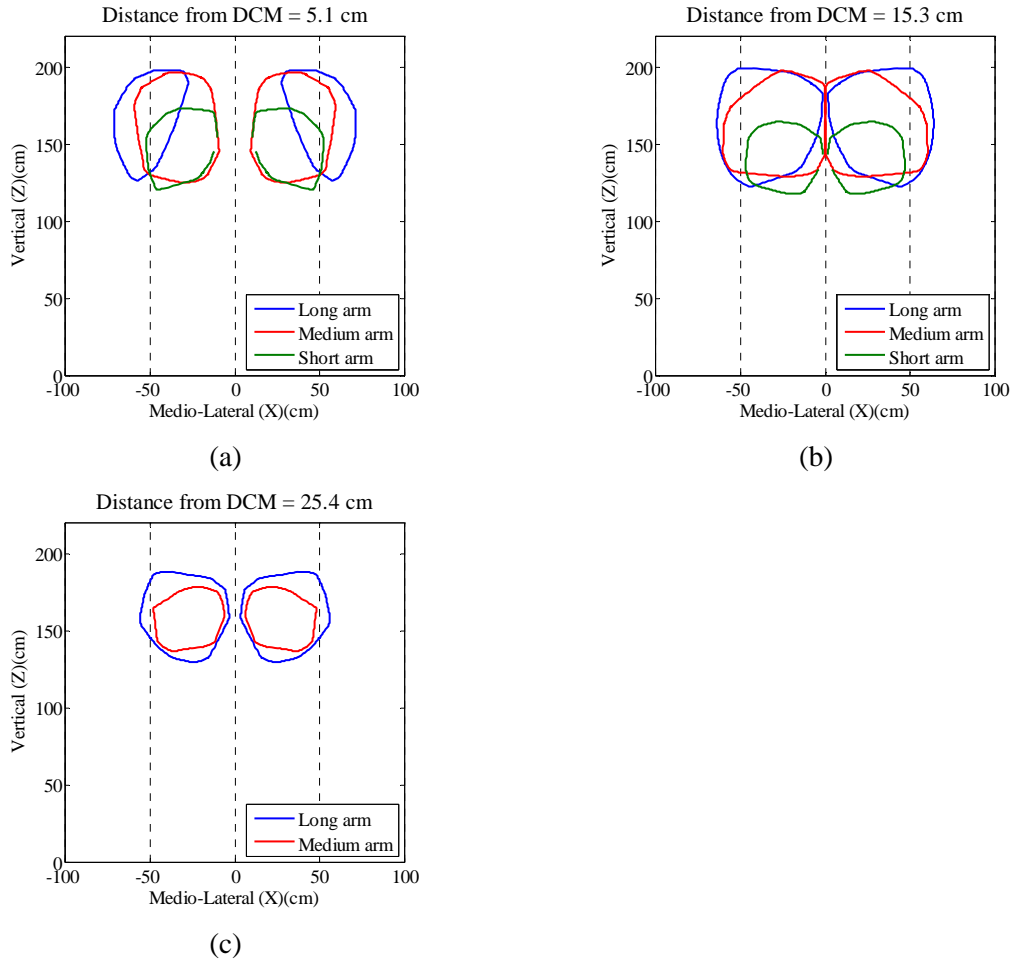 Distance from DCM = 5.1 cm
200
150
100
50
0
Vertical (Z)(cm)
-100 -50 0 50 100
Medio-Lateral (X)(cm)
Long arm
Medium arm
Short arm
(a)
Distance from DCM = 15.3 cm
200
150
100
50
0
Vertical (Z)(cm)
-100 -50 0 50 100
Medio-Lateral (X)(cm)
Long arm
Medium arm
Short arm
(b)
Distance from DCM = 25.4 cm
200
150
100
50
0
Vertical (Z)(cm)
-100 -50 0 50 100
Medio-Lateral (X)(cm)
Long arm
Medium arm
(c)